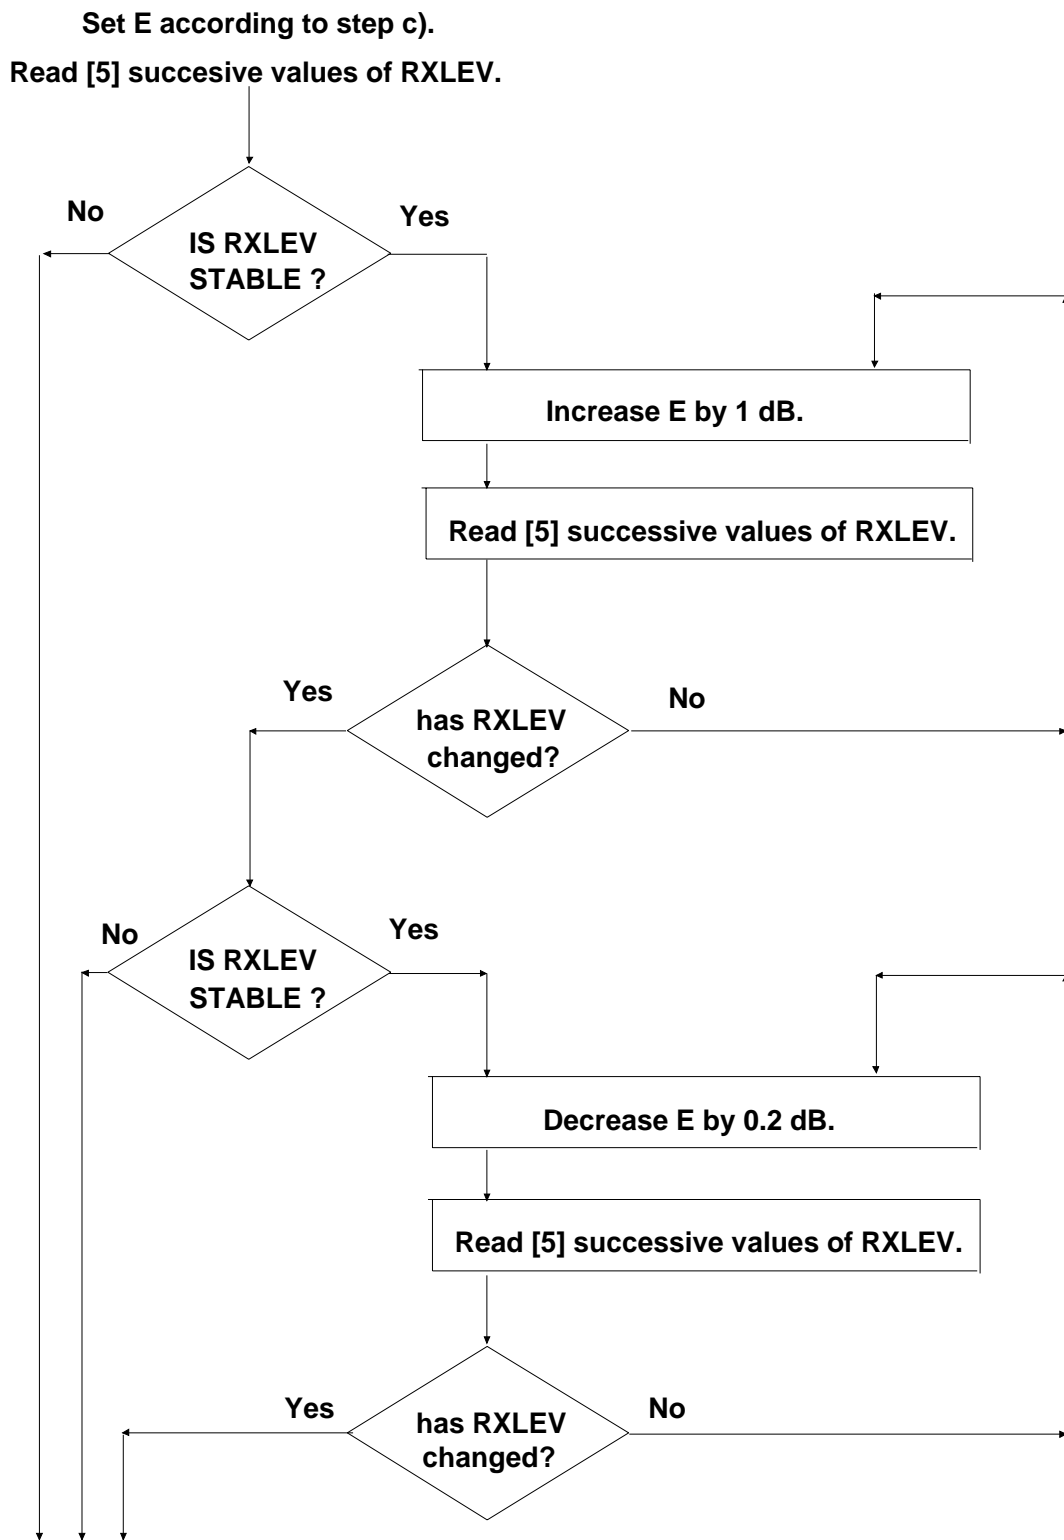 Set E according to step c).
Read [5] succesive values of RXLEV.
No
Yes
IS RXLEV
STABLE ?
Increase E by 1 dB.
Read [5] successive values of RXLEV.
Yes
No
has RXLEV
changed?
No
Yes
IS RXLEV
STABLE ?
Decrease E by 0.2 dB.
Read [5] successive values of RXLEV.
Yes
No
has RXLEV
changed?